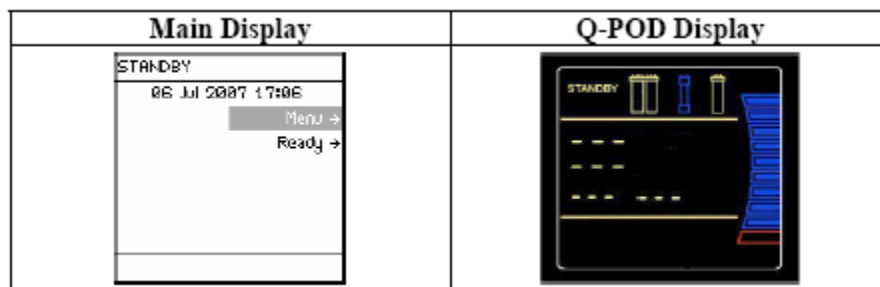 Main Display
Q-POD Display
STANDBY
06 Jul 2007 17:06
Menu →
Ready →
STANDBY
--- 
---
--- ---